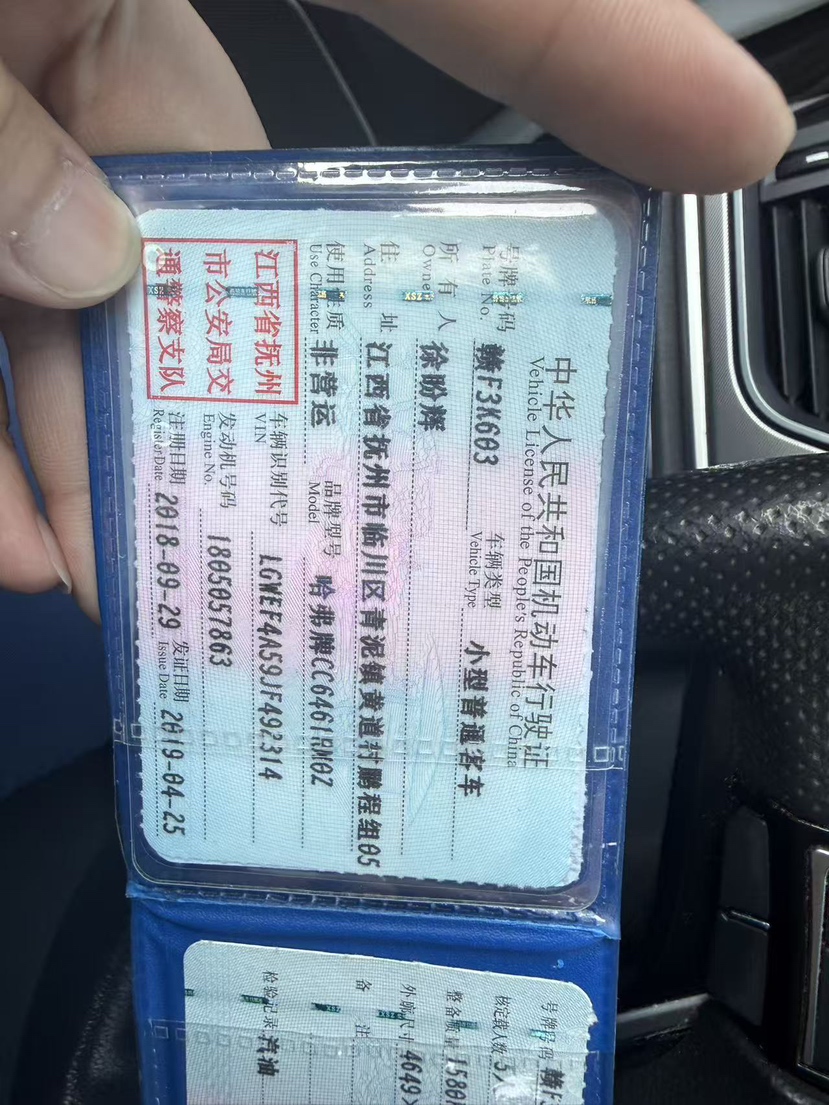 中华人民共和国机动车行驶证
Vehicle License of the People's Republic of China
号牌号码 赣F3K603 车辆类型 小型普通客车
Plate No. Vehicle Type
所有人 徐盼辉
Owner
住址 江西省抚州市临川区青泥镇黄道村鹏程组05
Address
使用性质 非营运 品牌型号 哈弗牌CC6461RM0Z
Use Character Model
江西省抚州
市公安局交
通警察支队
车辆识别代号 LGWEF4A59JF492314
VIN
发动机号码 1805057863
Engine No.
注册日期 2018-09-29 发证日期 2019-04-25
Register Date Issue Date
号牌号码 赣
核定载人数 5人
整备质量 1580
外廓尺寸 4649×
备注
检验记录 汽油